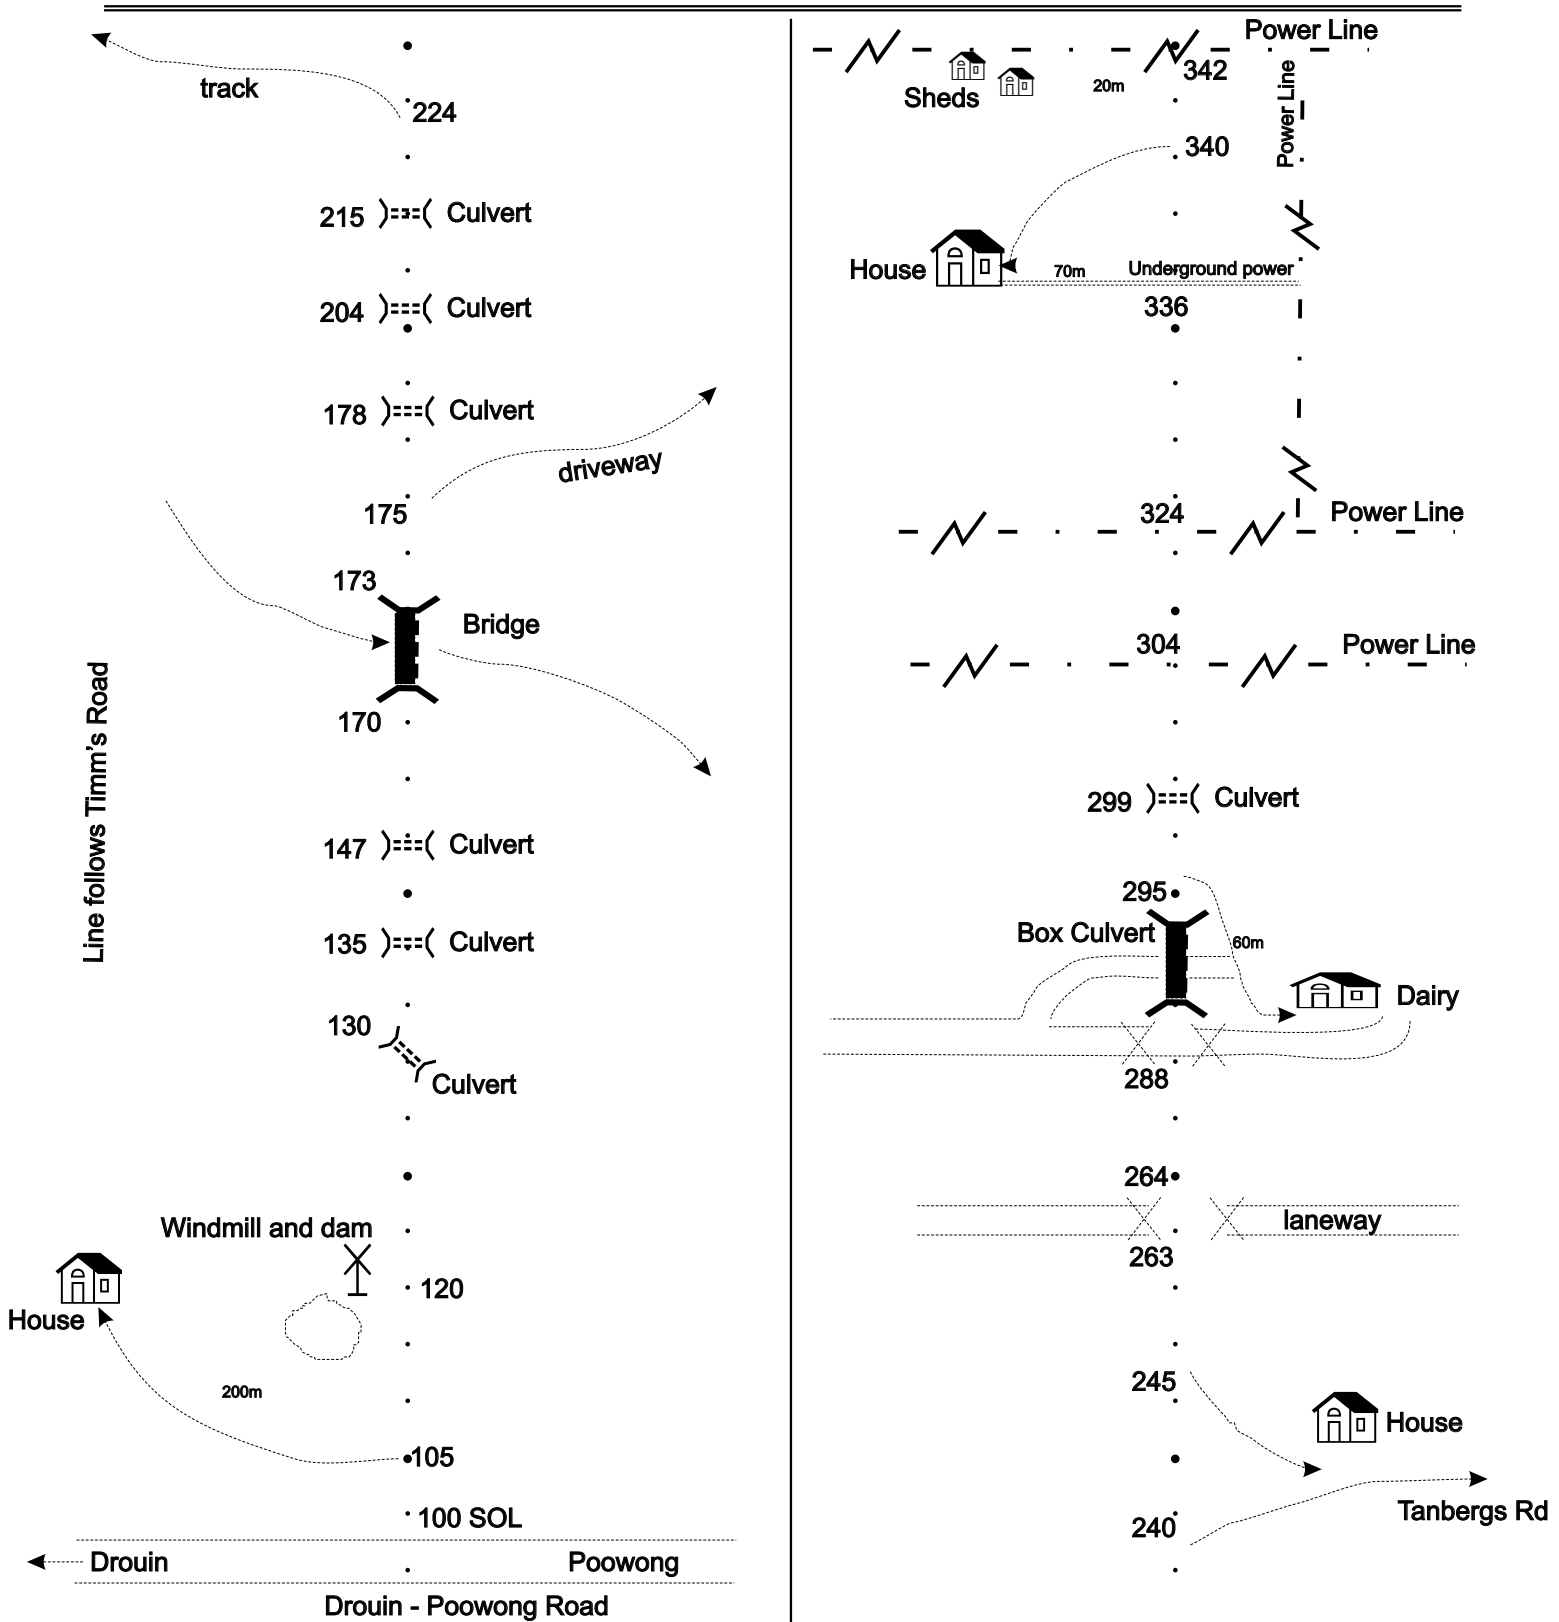 track
224
215 Culvert
204 Culvert
178 Culvert
driveway
175
173
Bridge
170
Line follows Timm's Road
147 Culvert
135 Culvert
130
Culvert
Windmill and dam
120
House
200m
105
100 SOL
Drouin Poowong
Drouin - Poowong Road
Power Line
342
Sheds
20m
Power Line
340
House
70m Underground power
336
324 Power Line
304 Power Line
299 Culvert
295
Box Culvert
60m
Dairy
288
264
laneway
263
245
House
Tanbergs Rd
240